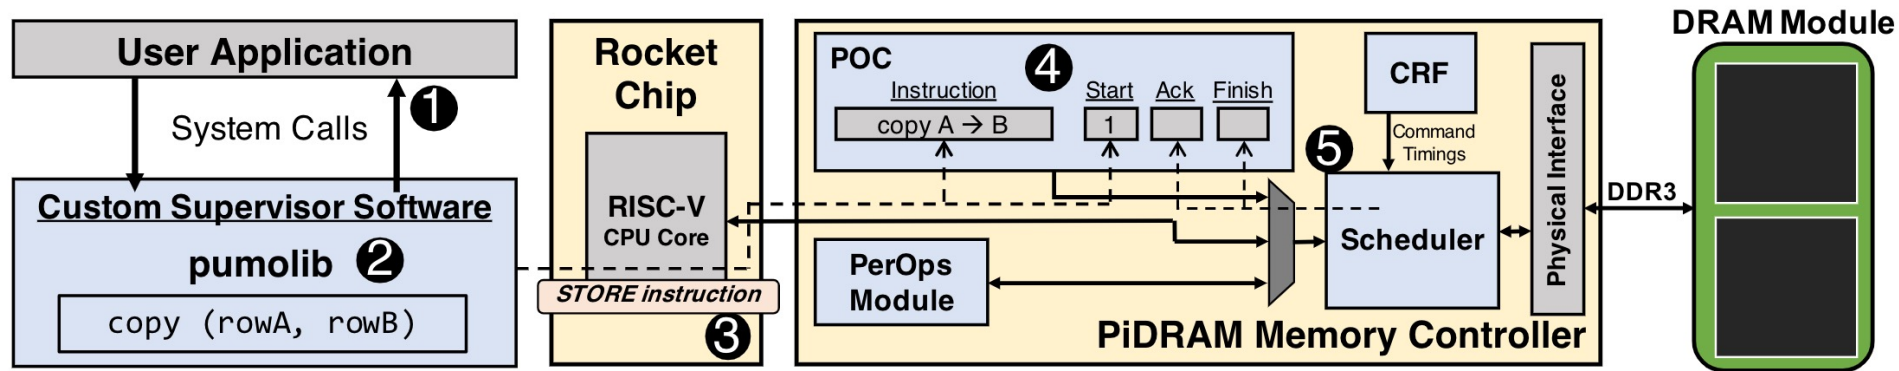 User Application
1
System Calls
Custom Supervisor Software
pumolib 2
copy (rowA, rowB)
Rocket
Chip
RISC-V
CPU Core
STORE instruction
3
POC
4
Instruction Start Ack Finish
copy A → B 1
5
CRF
Command
Timings
PerOps
Module
Scheduler
Physical Interface
PiDRAM Memory Controller
DDR3
DRAM Module